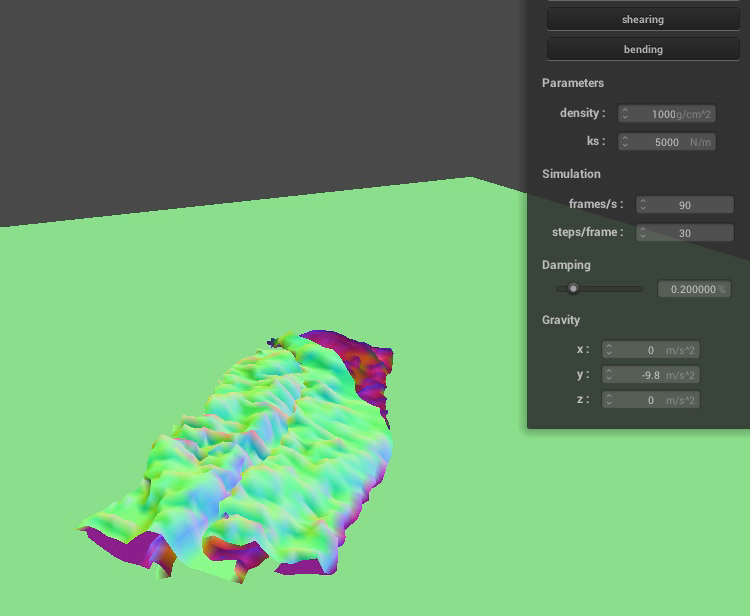 shearing
bending
Parameters
density : 1000 g/cm^2
ks : 5000 N/m
Simulation
frames/s : 90
steps/frame : 30
Damping
0.200000 %
Gravity
x : 0 m/s^2
y : -9.8 m/s^2
z : 0 m/s^2